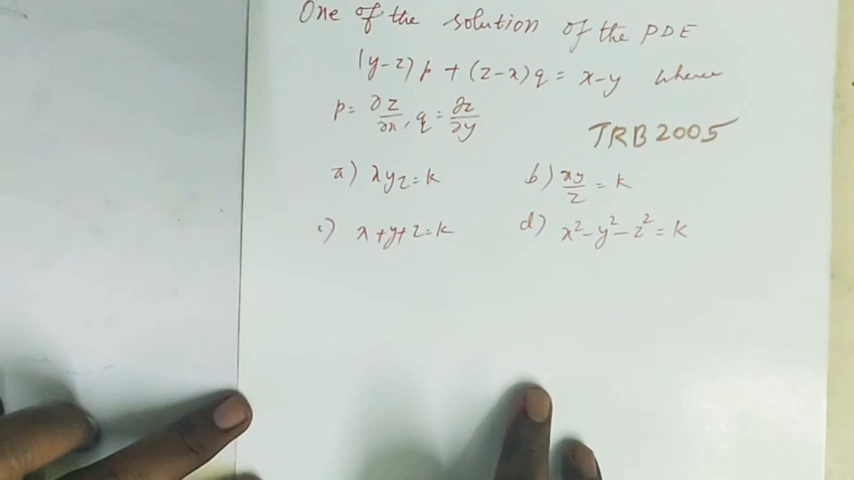 One of the solution of the PDE
(y-z)p + (z-x)q = x-y where
p = ∂z/∂x, q = ∂z/∂y
TRB 2005
a) xyz = k b) xy/z = k
c) x+y+z = k d) x²-y²-z² = k